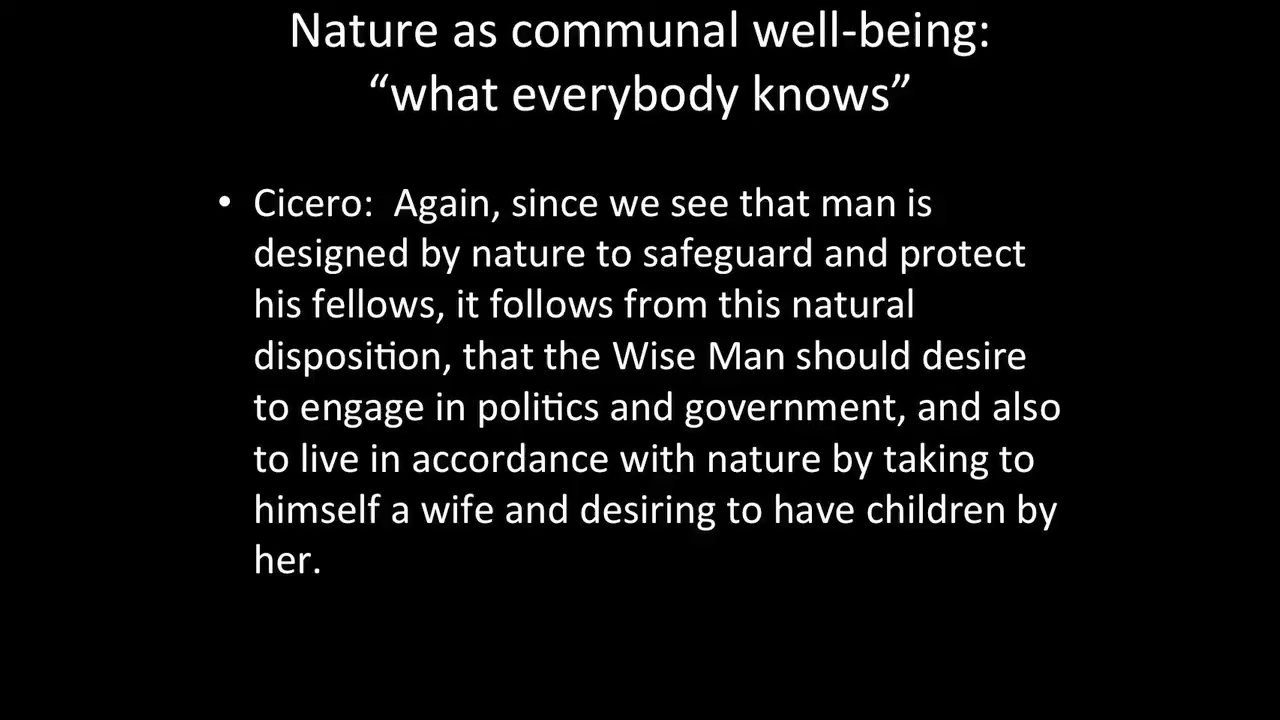 Nature as communal well-being:
“what everybody knows”
• Cicero:  Again, since we see that man is
designed by nature to safeguard and protect
his fellows, it follows from this natural
disposition, that the Wise Man should desire
to engage in politics and government, and also
to live in accordance with nature by taking to
himself a wife and desiring to have children by
her.